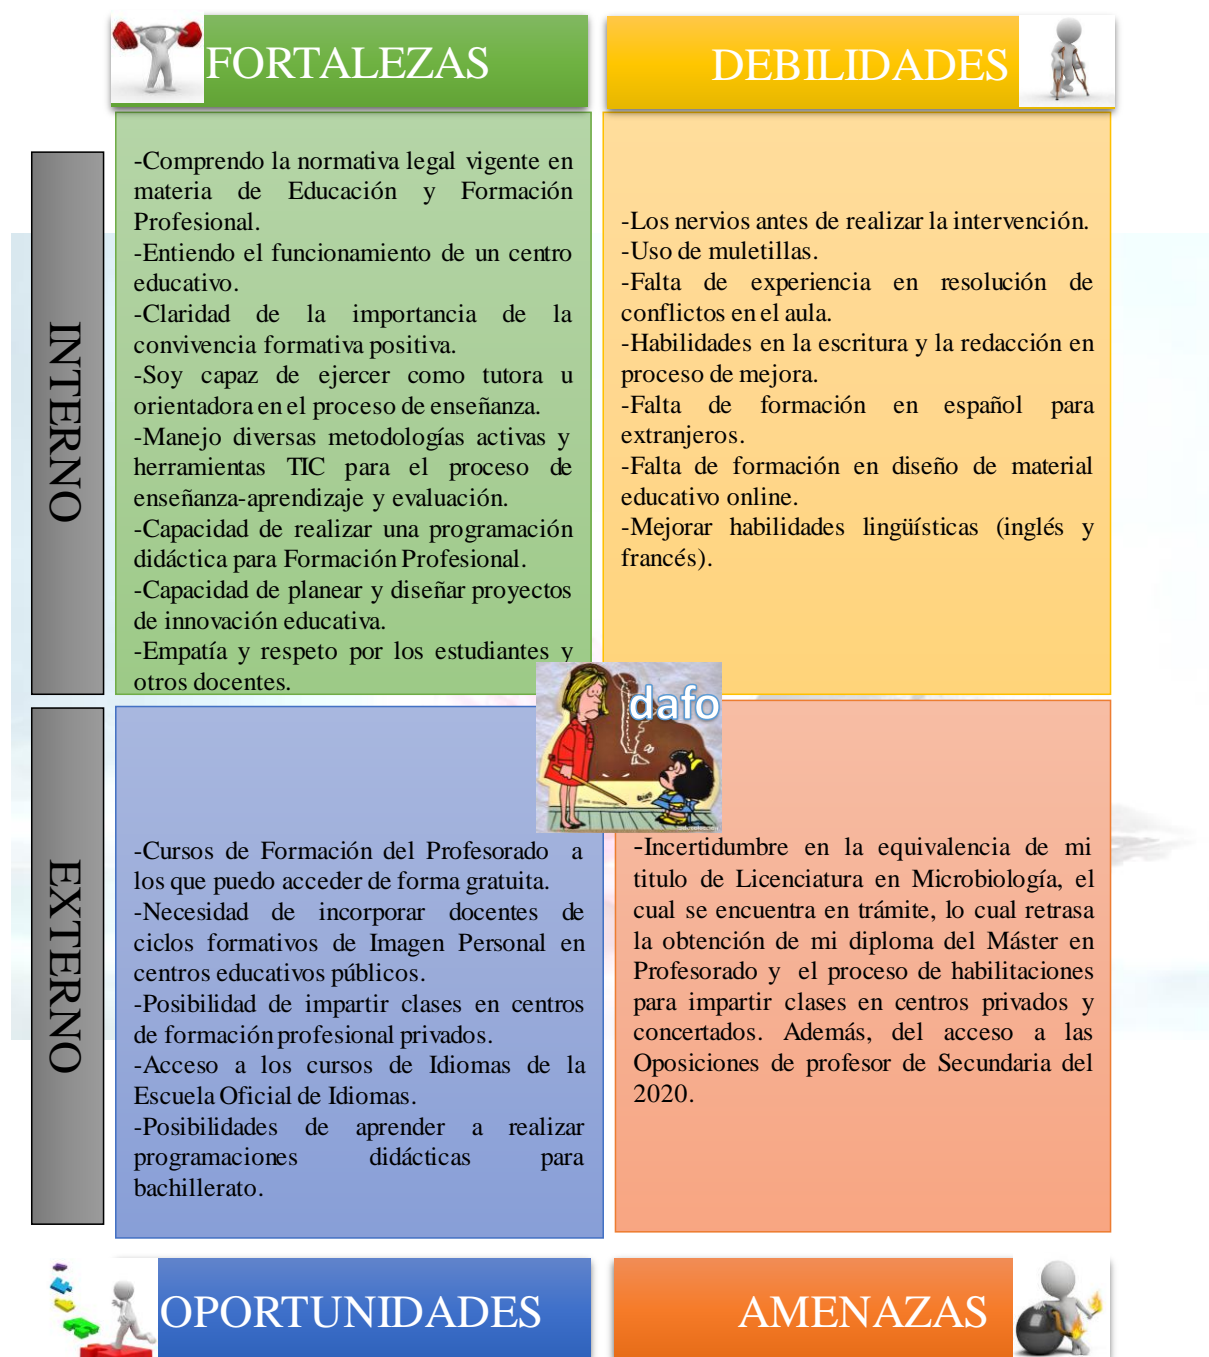 FORTALEZAS
DEBILIDADES
INTERNO
-Comprendo la normativa legal vigente en
materia de Educación y Formación
Profesional.
-Entiendo el funcionamiento de un centro
educativo.
-Claridad de la importancia de la
convivencia formativa positiva.
-Soy capaz de ejercer como tutora u
orientadora en el proceso de enseñanza.
-Manejo diversas metodologías activas y
herramientas TIC para el proceso de
enseñanza-aprendizaje y evaluación.
-Capacidad de realizar una programación
didáctica para Formación Profesional.
-Capacidad de planear y diseñar proyectos
de innovación educativa.
-Empatía y respeto por los estudiantes y
otros docentes.
-Los nervios antes de realizar la intervención.
-Uso de muletillas.
-Falta de experiencia en resolución de
conflictos en el aula.
-Habilidades en la escritura y la redacción en
proceso de mejora.
-Falta de formación en español para
extranjeros.
-Falta de formación en diseño de material
educativo online.
-Mejorar habilidades lingüísticas (inglés y
francés).
dafo
EXTERNO
-Cursos de Formación del Profesorado a
los que puedo acceder de forma gratuita.
-Necesidad de incorporar docentes de
ciclos formativos de Imagen Personal en
centros educativos públicos.
-Posibilidad de impartir clases en centros
de formación profesional privados.
-Acceso a los cursos de Idiomas de la
Escuela Oficial de Idiomas.
-Posibilidades de aprender a realizar
programaciones didácticas para
bachillerato.
-Incertidumbre en la equivalencia de mi
titulo de Licenciatura en Microbiología, el
cual se encuentra en trámite, lo cual retrasa
la obtención de mi diploma del Máster en
Profesorado y el proceso de habilitaciones
para impartir clases en centros privados y
concertados. Además, del acceso a las
Oposiciones de profesor de Secundaria del
2020.
OPORTUNIDADES
AMENAZAS